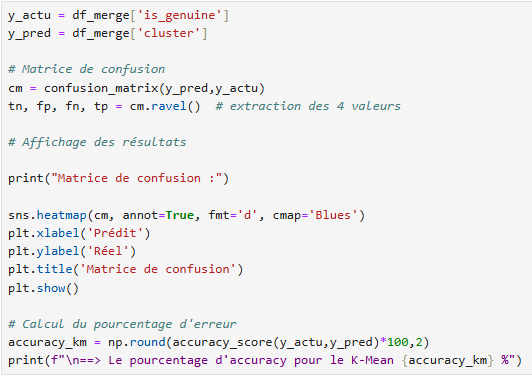 y_actu = df_merge['is_genuine']
y_pred = df_merge['cluster']
# Matrice de confusion
cm = confusion_matrix(y_pred,y_actu)
tn, fp, fn, tp = cm.ravel()  # extraction des 4 valeurs
# Affichage des résultats
print("Matrice de confusion :")
sns.heatmap(cm, annot=True, fmt='d', cmap='Blues')
plt.xlabel('Prédit')
plt.ylabel('Réel')
plt.title('Matrice de confusion')
plt.show()
# Calcul du pourcentage d'erreur
accuracy_km = np.round(accuracy_score(y_actu,y_pred)*100,2)
print(f"\n==> Le pourcentage d'accuracy pour le K-Mean {accuracy_km} %")